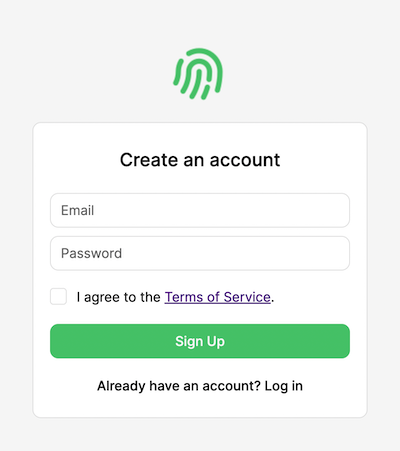 Create an account
Email
Password
I agree to the Terms of Service.
Sign Up
Already have an account? Log in